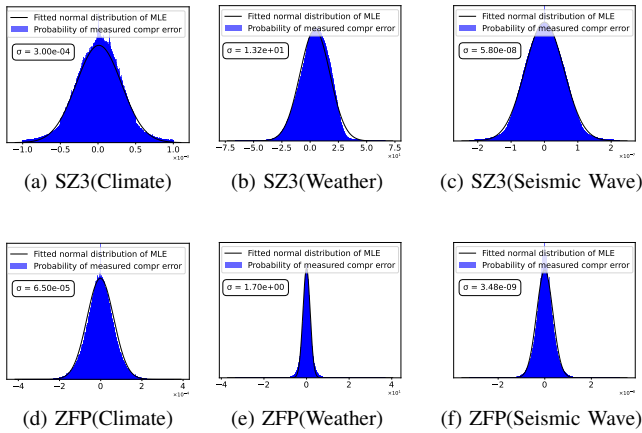 Fitted normal distribution of MLE
Probability of measured compr error
σ = 3.00e-04
−1.0 −0.5 0.0 0.5 1.0
(a) SZ3(Climate)
Fitted normal distribution of MLE
Probability of measured compr error
σ = 1.32e+01
−7.5 −5.0 −2.5 0.0 2.5 5.0 7.5
×10¹
(b) SZ3(Weather)
Fitted normal distribution of MLE
Probability of measured compr error
σ = 5.80e-08
−2 −1 0 1 2
(c) SZ3(Seismic Wave)
Fitted normal distribution of MLE
Probability of measured compr error
σ = 6.50e-05
−4 −2 0 2 4
(d) ZFP(Climate)
Fitted normal distribution of MLE
Probability of measured compr error
σ = 1.70e+00
−4 −2 0 2 4
×10¹
(e) ZFP(Weather)
Fitted normal distribution of MLE
Probability of measured compr error
σ = 3.48e-09
−2 0 2
(f) ZFP(Seismic Wave)